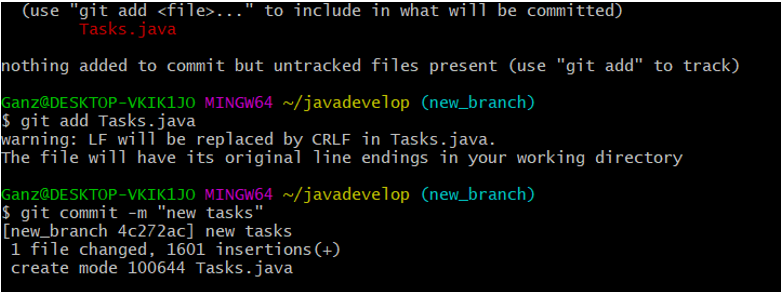 (use "git add <file>..." to include in what will be committed)
Tasks.java
nothing added to commit but untracked files present (use "git add" to track)
Ganz@DESKTOP-VKIK1JO MINGW64 ~/javadevelop (new_branch)
$ git add Tasks.java
warning: LF will be replaced by CRLF in Tasks.java.
The file will have its original line endings in your working directory
Ganz@DESKTOP-VKIK1JO MINGW64 ~/javadevelop (new_branch)
$ git commit -m "new tasks"
[new_branch 4c272ac] new tasks
1 file changed, 1601 insertions(+)
create mode 100644 Tasks.java